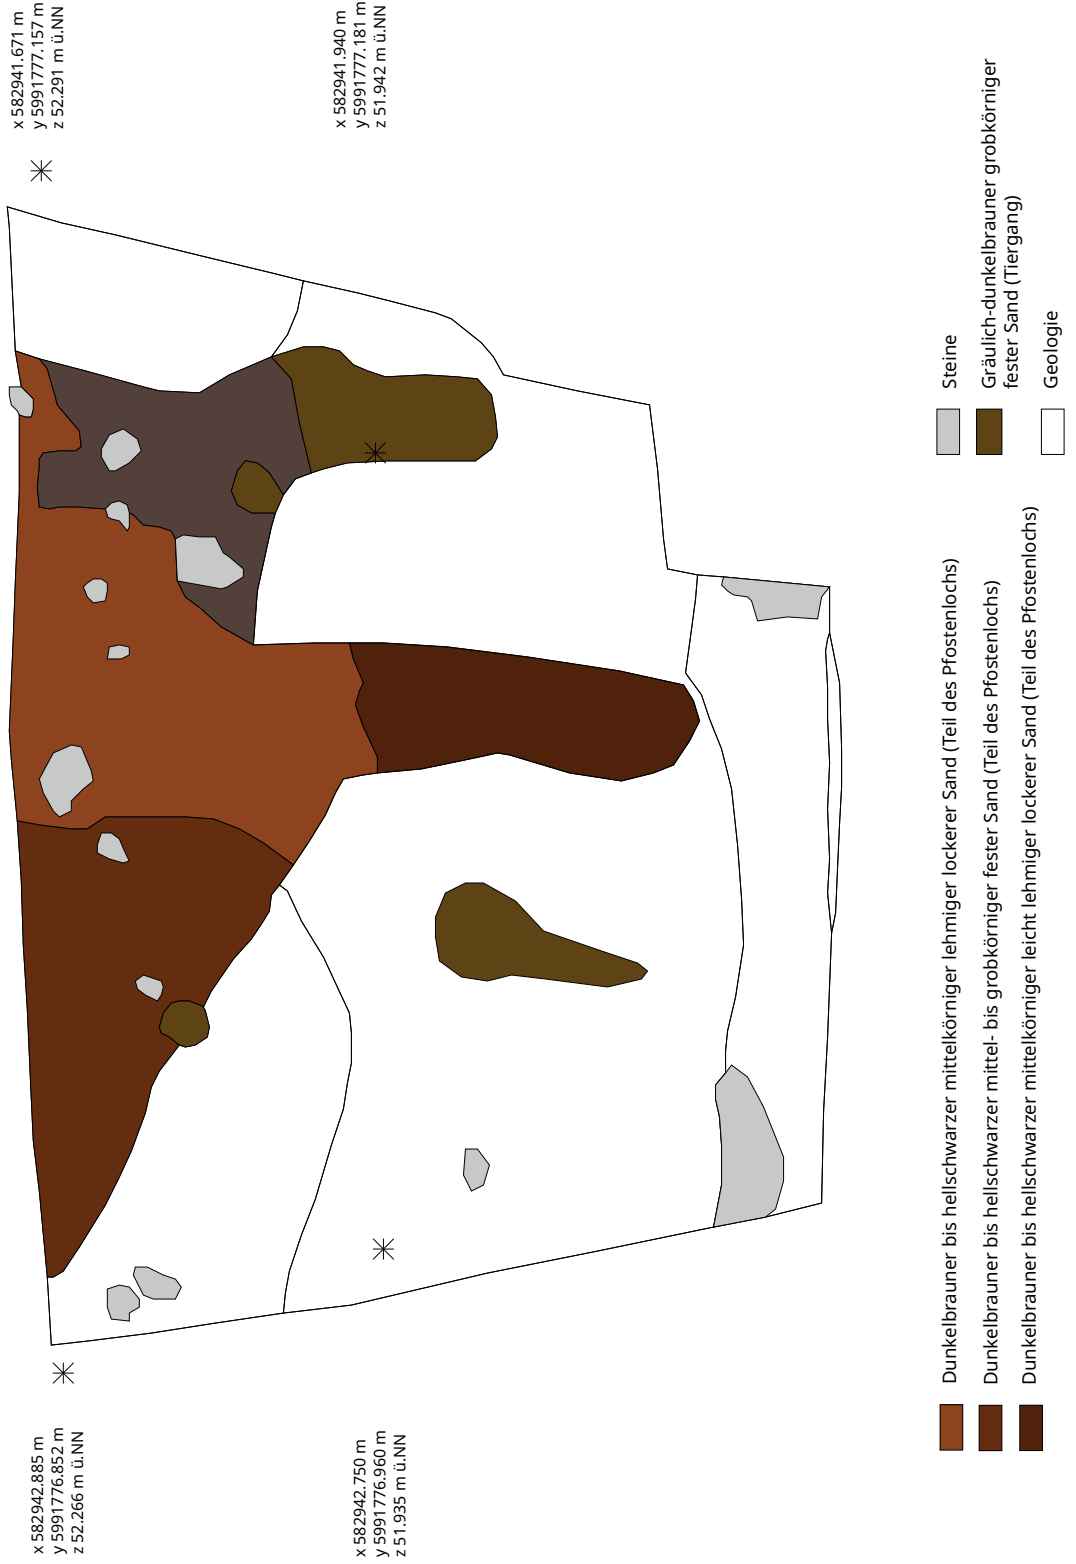 x 582942.885 m
y 5991776.852 m
z 52.266 m ü.NN
x 582941.671 m
y 5991777.157 m
z 52.291 m ü.NN
x 582942.750 m
y 5991776.960 m
z 51.935 m ü.NN
x 582941.940 m
y 5991777.181 m
z 51.942 m ü.NN
Dunkelbrauner bis hellschwarzer mittelkörniger lehmiger lockerer Sand (Teil des Pfostenlochs)
Dunkelbrauner bis hellschwarzer mittel- bis grobkörniger fester Sand (Teil des Pfostenlochs)
Dunkelbrauner bis hellschwarzer mittelkörniger leicht lehmiger lockerer Sand (Teil des Pfostenlochs)
Steine
Gräulich-dunkelbrauner grobkörniger
fester Sand (Tiergang)
Geologie